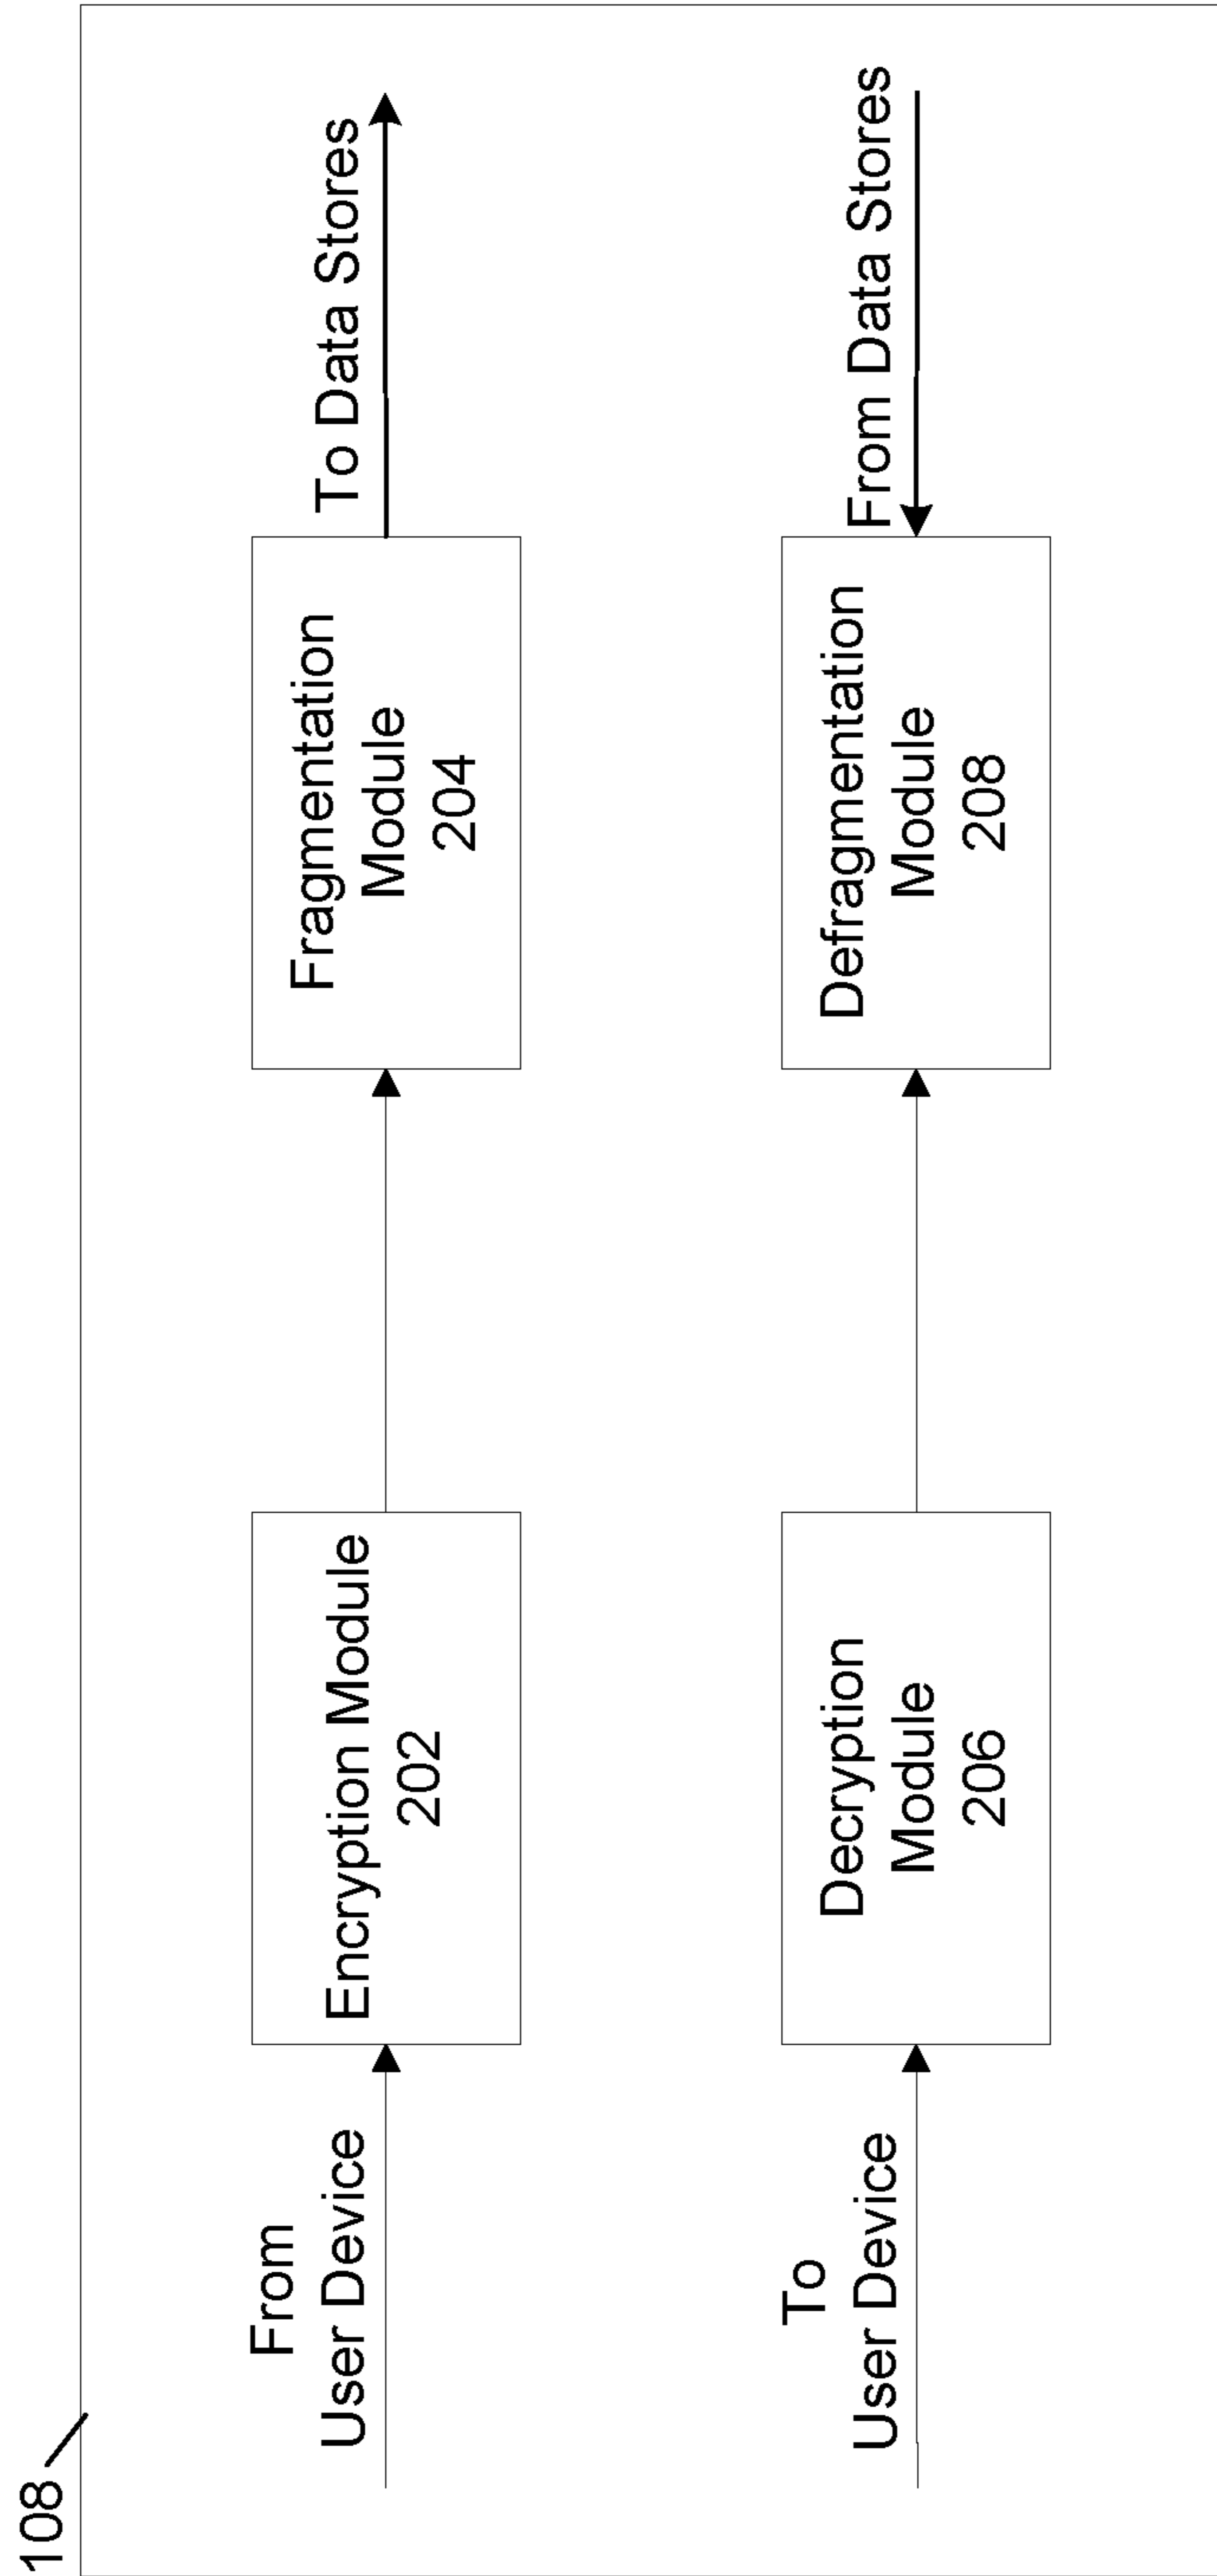 108
From
User Device
Encryption Module
202
Fragmentation
Module
204
To Data Stores
To
User Device
Decryption
Module
206
Defragmentation
Module
208
From Data Stores